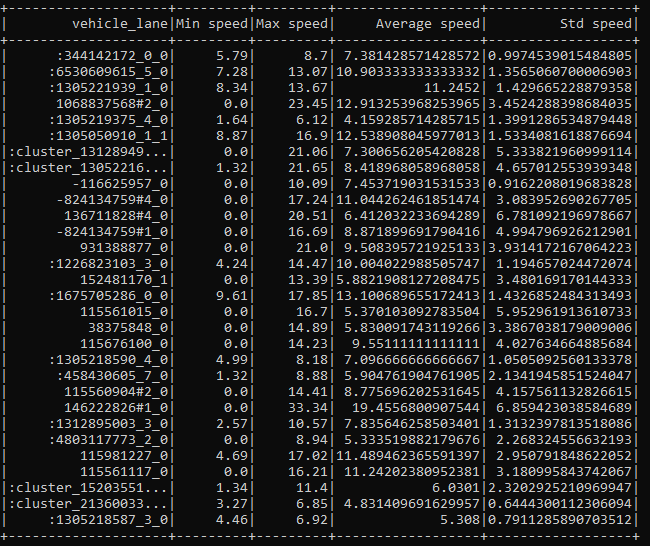 +--------------------+---------+---------+------------------+------------------+
|        vehicle_lane|Min speed|Max speed|     Average speed|         Std speed|
+--------------------+---------+---------+------------------+------------------+
|      :344142172_0_0|     5.79|      8.7| 7.381428571428572|0.9974539015484805|
|     :6530609615_5_0|     7.28|    13.07|10.903333333333332|1.3565060700006903|
|     :1305221939_1_0|     8.34|    13.67|           11.2452| 1.429665228879358|
|      1068837568#2_0|      0.0|    23.45|12.913253968253965|3.4524288398684035|
|     :1305219375_4_0|     1.64|     6.12| 4.159285714285715|1.3991286534879448|
|     :1305050910_1_1|     8.87|     16.9|12.538908045977013|1.5334081618876694|
|:cluster_13128949...|      0.0|    21.06| 7.300656205420828| 5.333821960999114|
|:cluster_13052216...|     1.32|    21.65| 8.418968058968058| 4.657012553939348|
|        -116625957_0|      0.0|    10.09| 7.453719031531533|0.9162208019683828|
|      -824134759#4_0|      0.0|    17.24|11.044262461851474| 3.083952690267705|
|       136711828#4_0|      0.0|    20.51| 6.412032233694289| 6.781092196978667|
|      -824134759#1_0|      0.0|    16.69| 8.871899691790416| 4.994796926212901|
|         931388877_0|      0.0|     21.0| 9.508395721925133|3.9314172167064223|
|     :1226823103_3_0|     4.24|    14.47|10.004022988505747| 1.194657024472074|
|         152481170_1|      0.0|    13.39|5.8821908127208475| 3.480169170144333|
|     :1675705286_0_0|     9.61|    17.85|13.100689655172413|1.4326852484313493|
|         115561015_0|      0.0|     16.7| 5.370103092783504| 5.952961913610733|
|          38375848_0|      0.0|    14.89| 5.830091743119266|3.3867038179009006|
|         115676100_0|      0.0|    14.23|  9.55111111111111| 4.027634664885684|
|     :1305218590_4_0|     4.99|     8.18| 7.096666666666667|1.0505092560133378|
|      :458430605_7_0|     1.32|     8.88| 5.904761904761905|2.1341945851524047|
|       115560904#2_0|      0.0|    14.41| 8.775696202531645| 4.157561132826615|
|       146222826#1_0|      0.0|    33.34|  19.4556800907544| 6.859423038584689|
|     :1312895003_3_0|     2.57|    10.57| 7.835646258503401|1.3132397813518086|
|     :4803117773_2_0|      0.0|     8.94| 5.333519882179676| 2.268324556632193|
|         115981227_0|     4.69|    17.02|11.489462365591397| 2.950791848622052|
|         115561117_0|      0.0|    16.21| 11.24202380952381| 3.180995843742067|
|:cluster_15203551...|     1.34|     11.4|            6.0301|2.3202925210969947|
|:cluster_21360033...|     3.27|     6.85| 4.831409691629957|0.6444300112306094|
|     :1305218587_3_0|     4.46|     6.92|             5.308|0.7911285890703512|
+--------------------+---------+---------+------------------+------------------+